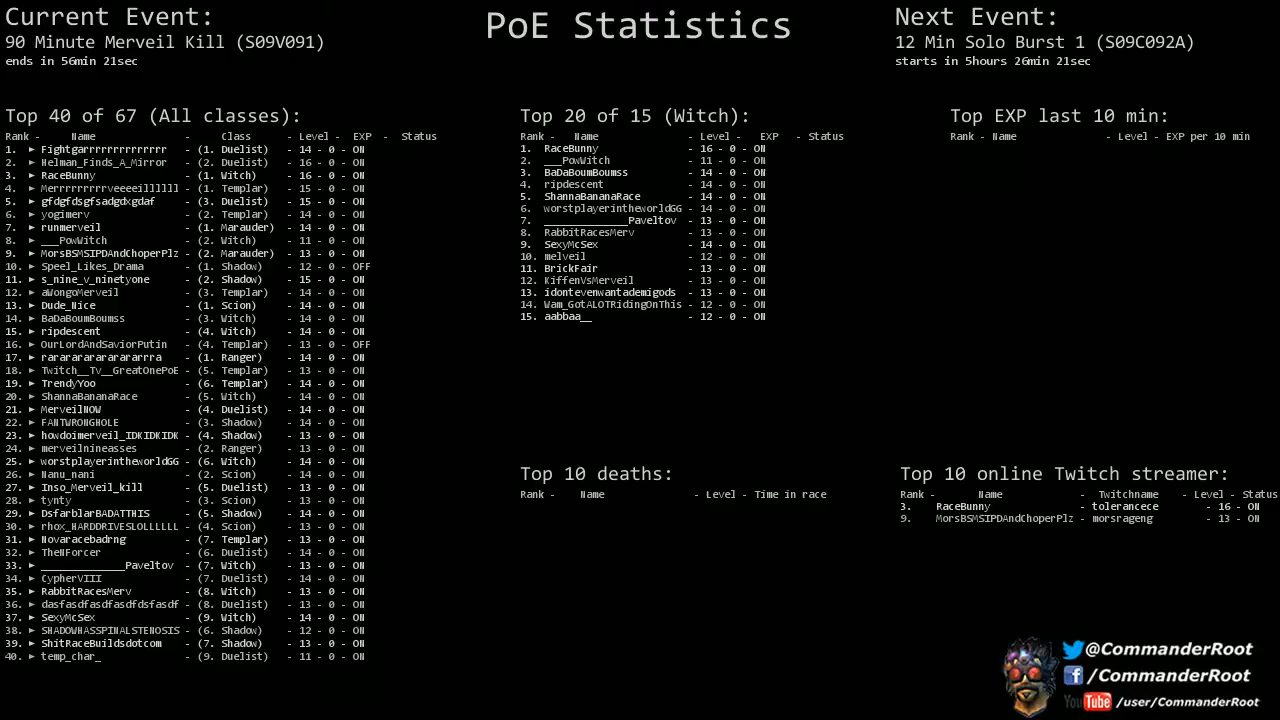 Current Event:
90 Minute Merveil Kill (S09V091)
ends in 56min 21sec
PoE Statistics
Next Event:
12 Min Solo Burst 1 (S09C092A)
starts in 5hours 26min 21sec
Top 40 of 67 (All classes):
Rank - Name - Class - Level - EXP - Status
1. ► Fightgarrrrrrrrrrrrrrr - (1. Duelist) - 14 - 0 - ON
2. ► Helman_Finds_A_Mirror - (2. Duelist) - 16 - 0 - ON
3. ► RaceBunny - (1. Witch) - 16 - 0 - ON
4. ► Merrrrrrrrrveeeeilllllll - (1. Templar) - 15 - 0 - ON
5. ► gfdgfdsgfsadgdxgdaf - (3. Duelist) - 15 - 0 - ON
6. ► yogimerv - (2. Templar) - 14 - 0 - ON
7. ► runmerveil - (1. Marauder) - 14 - 0 - ON
8. ► ___PowWitch - (2. Witch) - 11 - 0 - ON
9. ► MorsBSMSIPDAndChoperPlz - (2. Marauder) - 13 - 0 - ON
10. ► Speel_Likes_Drama - (1. Shadow) - 12 - 0 - OFF
11. ► s_nine_v_ninetyone - (2. Shadow) - 15 - 0 - ON
12. ► aWongoMerveil - (3. Templar) - 14 - 0 - ON
13. ► Dude_Nice - (1. Scion) - 14 - 0 - ON
14. ► BaDaBoumBoumss - (3. Witch) - 14 - 0 - ON
15. ► ripdescent - (4. Witch) - 14 - 0 - ON
16. ► OurLordAndSaviorPutin - (4. Templar) - 13 - 0 - OFF
17. ► rarararararararararra - (1. Ranger) - 14 - 0 - ON
18. ► Twitch__Tv__GreatOnePoE - (5. Templar) - 13 - 0 - ON
19. ► TrendyYoo - (6. Templar) - 14 - 0 - ON
20. ► ShannaBananaRace - (5. Witch) - 14 - 0 - ON
21. ► MerveilNOW - (4. Duelist) - 14 - 0 - ON
22. ► FANTWRONGHOLE - (3. Shadow) - 14 - 0 - ON
23. ► howdoimerveil_IDKIDKIDK - (4. Shadow) - 13 - 0 - ON
24. ► merveilnineasses - (2. Ranger) - 13 - 0 - ON
25. ► worstplayerintheworldGG - (6. Witch) - 14 - 0 - ON
26. ► Nanu_nani - (2. Scion) - 14 - 0 - ON
27. ► Inso_Merveil_kill - (5. Duelist) - 13 - 0 - ON
28. ► tynty - (3. Scion) - 13 - 0 - ON
29. ► DsfarblarBADATTHIS - (5. Shadow) - 14 - 0 - ON
30. ► rhox_HARDDRIVESLOLLLLLL - (4. Scion) - 13 - 0 - ON
31. ► Novaracebadrng - (7. Templar) - 13 - 0 - ON
32. ► TheNForcer - (6. Duelist) - 14 - 0 - ON
33. ► ______________Paveltov - (7. Witch) - 13 - 0 - ON
34. ► CypherVIII - (7. Duelist) - 14 - 0 - ON
35. ► RabbitRacesMerv - (8. Witch) - 13 - 0 - ON
36. ► dasfasdfasdfasdfdsfasdf - (8. Duelist) - 13 - 0 - ON
37. ► SexyMcSex - (9. Witch) - 14 - 0 - ON
38. ► SHADOWHASSPINALSTENOSIS - (6. Shadow) - 12 - 0 - ON
39. ► ShitRaceBuildsdotcom - (7. Shadow) - 13 - 0 - ON
40. ► temp_char_ - (9. Duelist) - 11 - 0 - ON
Top 20 of 15 (Witch):
Rank - Name - Level - EXP - Status
1. RaceBunny - 16 - 0 - ON
2. ___PowWitch - 11 - 0 - ON
3. BaDaBoumBoumss - 14 - 0 - ON
4. ripdescent - 14 - 0 - ON
5. ShannaBananaRace - 14 - 0 - ON
6. worstplayerintheworldGG - 14 - 0 - ON
7. ______________Paveltov - 13 - 0 - ON
8. RabbitRacesMerv - 13 - 0 - ON
9. SexyMcSex - 14 - 0 - ON
10. melveil - 12 - 0 - ON
11. BrickFair - 13 - 0 - ON
12. KiffenVsMerveil - 13 - 0 - ON
13. idontevenwantademigods - 13 - 0 - ON
14. Wam_GotALOTRidingOnThis - 12 - 0 - ON
15. aabbaa__ - 12 - 0 - ON
Top EXP last 10 min:
Rank - Name - Level - EXP per 10 min
Top 10 deaths:
Rank - Name - Level - Time in race
Top 10 online Twitch streamer:
Rank - Name - Twitchname - Level - Status
3. RaceBunny - tolerancece - 16 - ON
9. MorsBSMSIPDAndChoperPlz - morsrageng - 13 - ON
@CommanderRoot
/CommanderRoot
YouTube /user/CommanderRoot